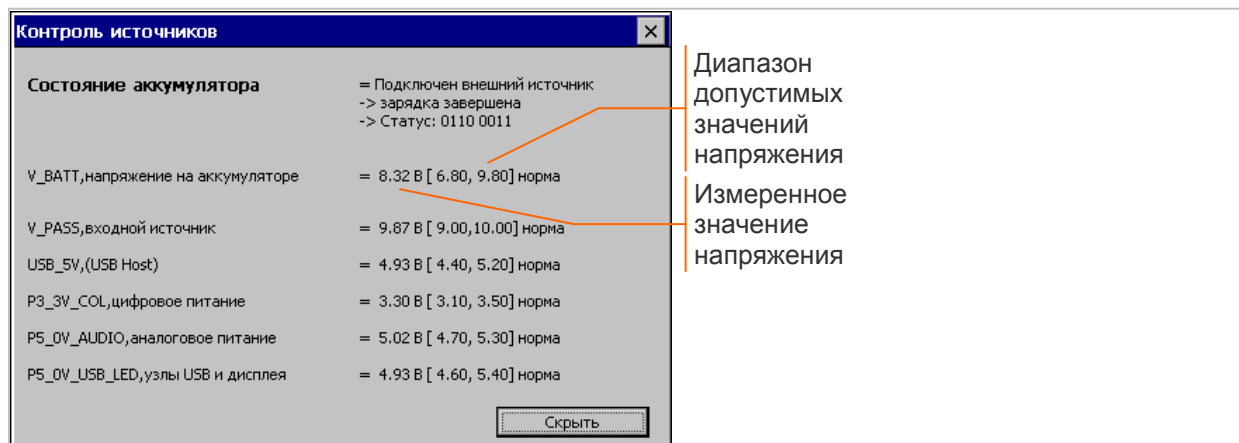 Контроль источников
Состояние аккумулятора = Подключен внешний источник
-> зарядка завершена
-> Статус: 0110 0011
V_BATT,напряжение на аккумуляторе = 8.32 В [ 6.80, 9.80] норма
V_PASS,входной источник = 9.87 В [ 9.00,10.00] норма
USB_5V,(USB Host) = 4.93 В [ 4.40, 5.20] норма
P3_3V_COL,цифровое питание = 3.30 В [ 3.10, 3.50] норма
P5_0V_AUDIO,аналоговое питание = 5.02 В [ 4.70, 5.30] норма
P5_0V_USB_LED,узлы USB и дисплея = 4.93 В [ 4.60, 5.40] норма
Скрыть
Диапазон
допустимых
значений
напряжения
Измеренное
значение
напряжения